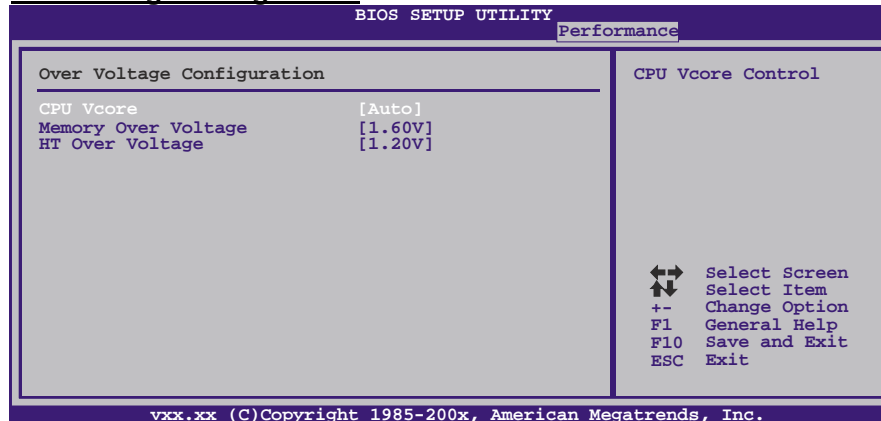 BIOS SETUP UTILITY
Performance
Over Voltage Configuration
CPU Vcore [Auto]
Memory Over Voltage [1.60V]
HT Over Voltage [1.20V]
CPU Vcore Control
Select Screen
Select Item
+- Change Option
F1 General Help
F10 Save and Exit
ESC Exit
vxx.xx (C)Copyright 1985-200x, American Megatrends, Inc.